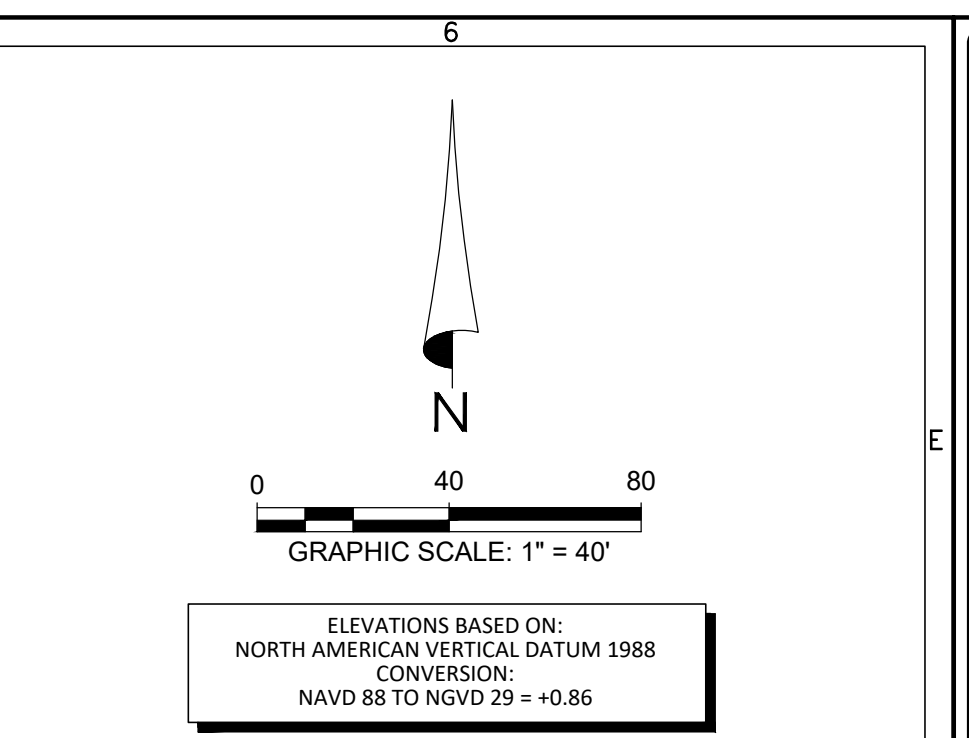 6
N
E
0 40 80
GRAPHIC SCALE: 1" = 40'
ELEVATIONS BASED ON:
NORTH AMERICAN VERTICAL DATUM 1988
CONVERSION:
NAVD 88 TO NGVD 29 = +0.86